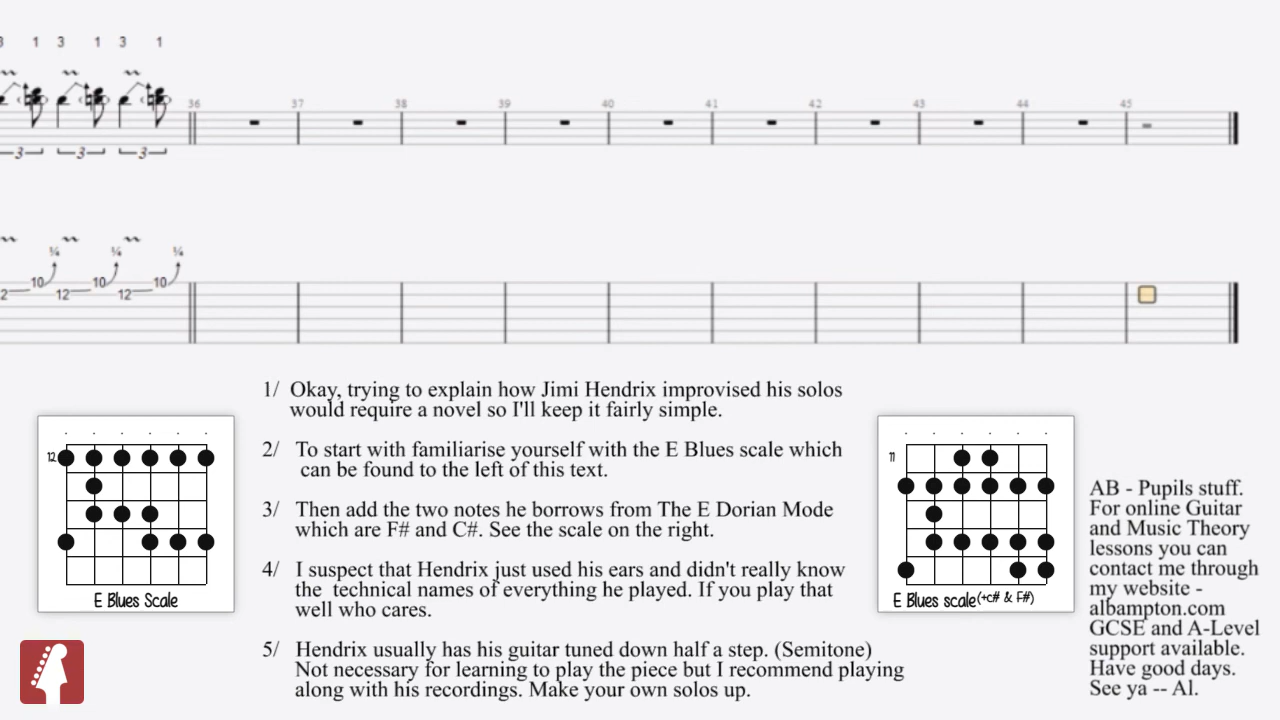 3 1 3 1 3 1
36 37 38 39 40 41 42 43 44 45
3 3 3
¼ ¼ ¼
2 10 12 10 12 10
1/ Okay, trying to explain how Jimi Hendrix improvised his solos
would require a novel so I'll keep it fairly simple.
2/ To start with familiarise yourself with the E Blues scale which
can be found to the left of this text.
3/ Then add the two notes he borrows from The E Dorian Mode
which are F# and C#. See the scale on the right.
4/ I suspect that Hendrix just used his ears and didn't really know
the technical names of everything he played. If you play that
well who cares.
5/ Hendrix usually has his guitar tuned down half a step. (Semitone)
Not necessary for learning to play the piece but I recommend playing
along with his recordings. Make your own solos up.
12
E Blues Scale
11
E Blues scale(+c# & F#)
AB - Pupils stuff.
For online Guitar
and Music Theory
lessons you can
contact me through
my website -
albampton.com
GCSE and A-Level
support available.
Have good days.
See ya -- Al.